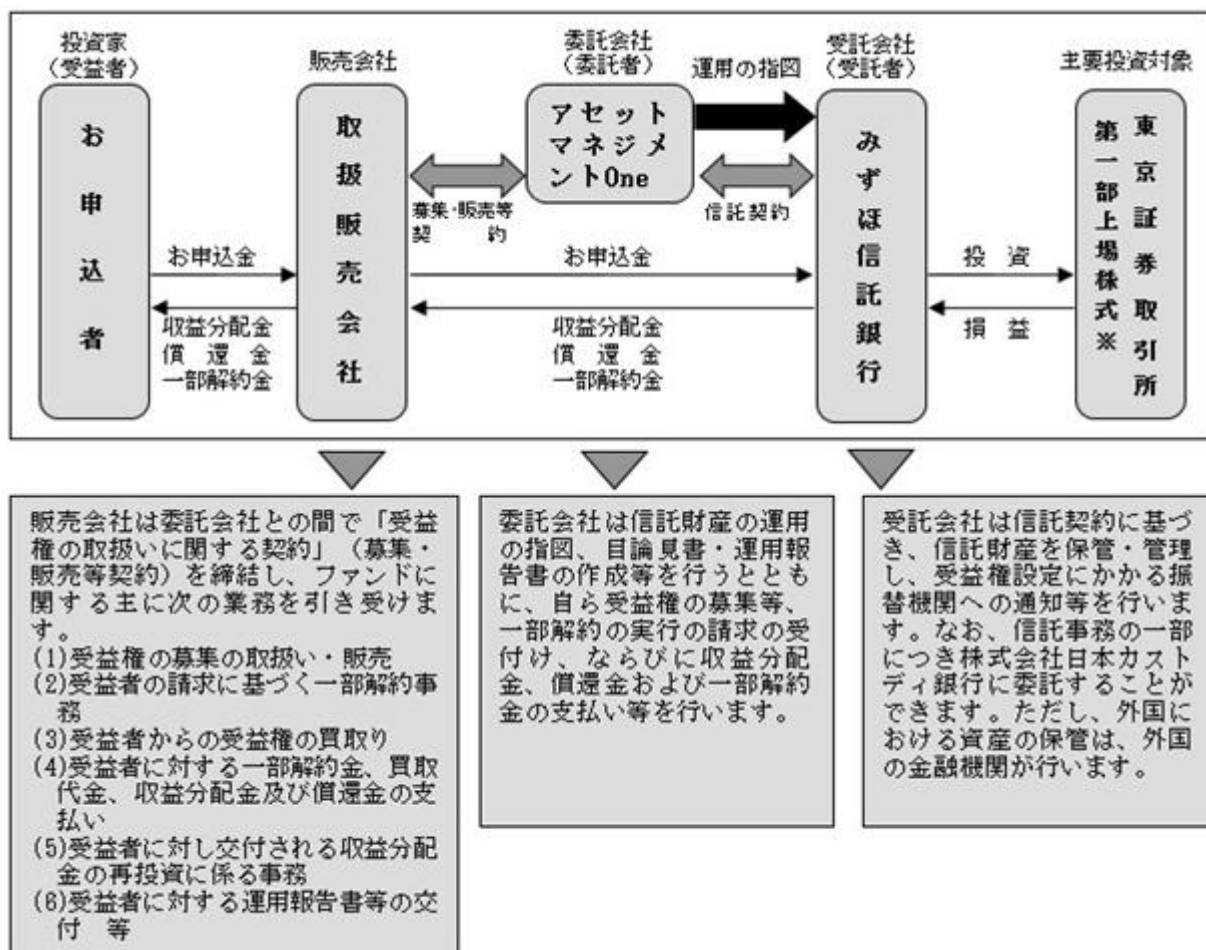 投資家
(受益者)
販売会社
委託会社
(委託者)
運用の指図
受託会社
(受託者)
主要投資対象
お申込者
取扱販売会社
アセット
マネジメ
ントOne
みずほ信託銀行
東京証券取引所
第一部上場株式※
募集・販売等
契　約
信託契約
お申込金
お申込金
投　資
収益分配金
償　還　金
一部解約金
収益分配金
償　還　金
一部解約金
損　益
販売会社は委託会社との間で「受益
権の取扱いに関する契約」（募集・
販売等契約）を締結し、ファンドに
関する主に次の業務を引き受けま
す。
(1)受益権の募集の取扱い・販売
(2)受益者の請求に基づく一部解約事
務
(3)受益者からの受益権の買取り
(4)受益者に対する一部解約金、買取
代金、収益分配金及び償還金の支
払い
(5)受益者に対し交付される収益分配
金の再投資に係る事務
(6)受益者に対する運用報告書等の交
付　等
委託会社は信託財産の運用
の指図、目論見書・運用報
告書の作成等を行うととも
に、自ら受益権の募集等、
一部解約の実行の請求の受
付け、ならびに収益分配
金、償還金および一部解約
金の支払い等を行います。
受託会社は信託契約に基づ
き、信託財産を保管・管理
し、受益権設定にかかる振
替機関への通知等を行いま
す。なお、信託事務の一部
につき株式会社日本カスト
ディ銀行に委託することが
できます。ただし、外国に
おける資産の保管は、外国
の金融機関が行います。